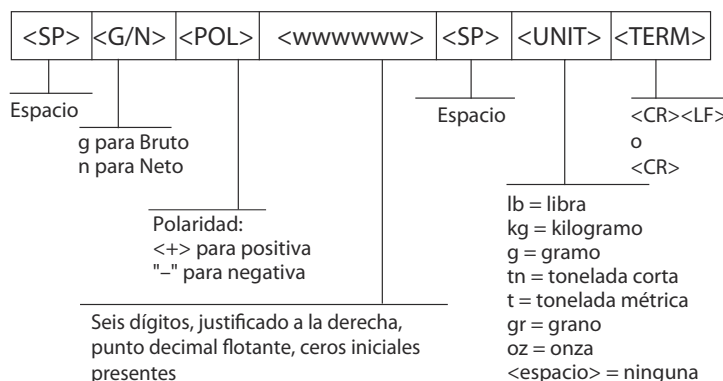 <SP> <G/N> <POL> <wwwwww> <SP> <UNIT> <TERM>
Espacio
g para Bruto
n para Neto
Polaridad:
<+> para positiva
"–" para negativa
Seis dígitos, justificado a la derecha,
punto decimal flotante, ceros iniciales
presentes
Espacio
lb = libra
kg = kilogramo
g = gramo
tn = tonelada corta
t = tonelada métrica
gr = grano
oz = onza
<espacio> = ninguna
<CR><LF>
o
<CR>